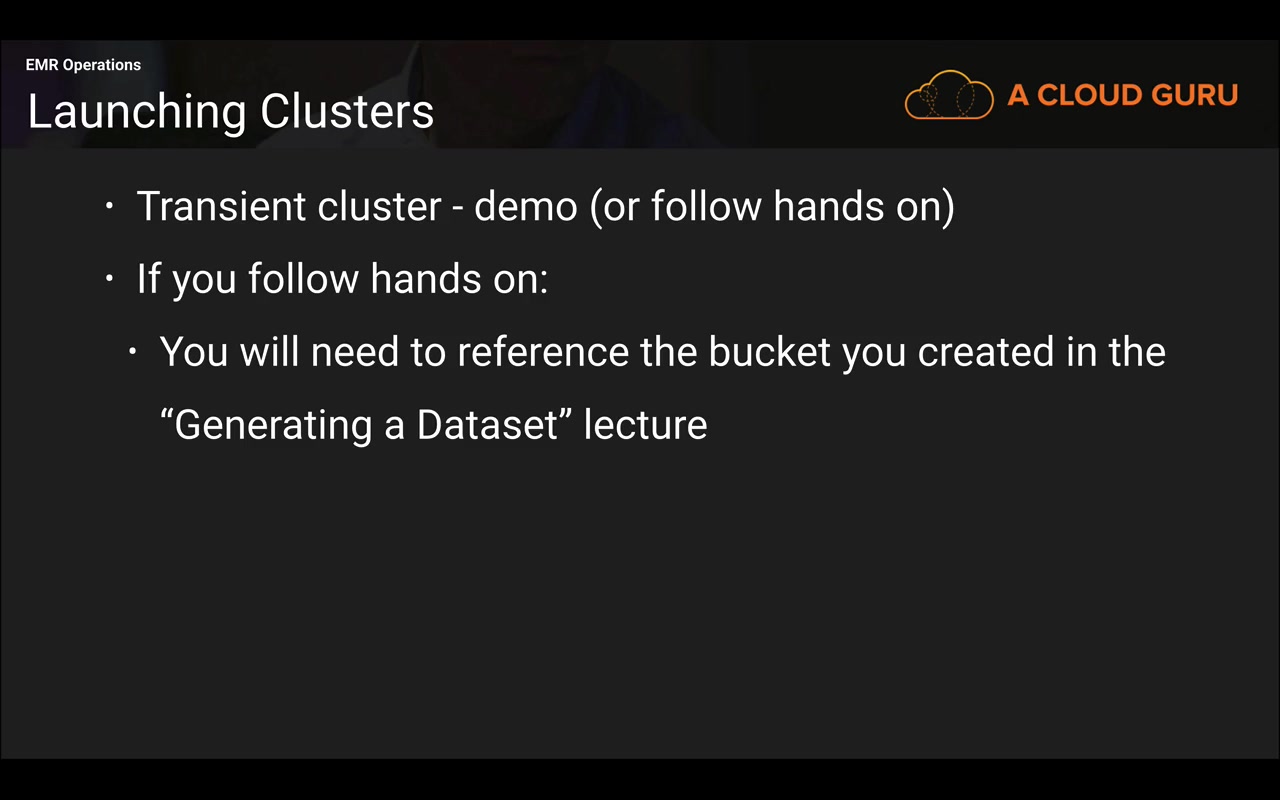 EMR Operations
Launching Clusters
A CLOUD GURU
• Transient cluster - demo (or follow hands on)
• If you follow hands on:
• You will need to reference the bucket you created in the
“Generating a Dataset” lecture